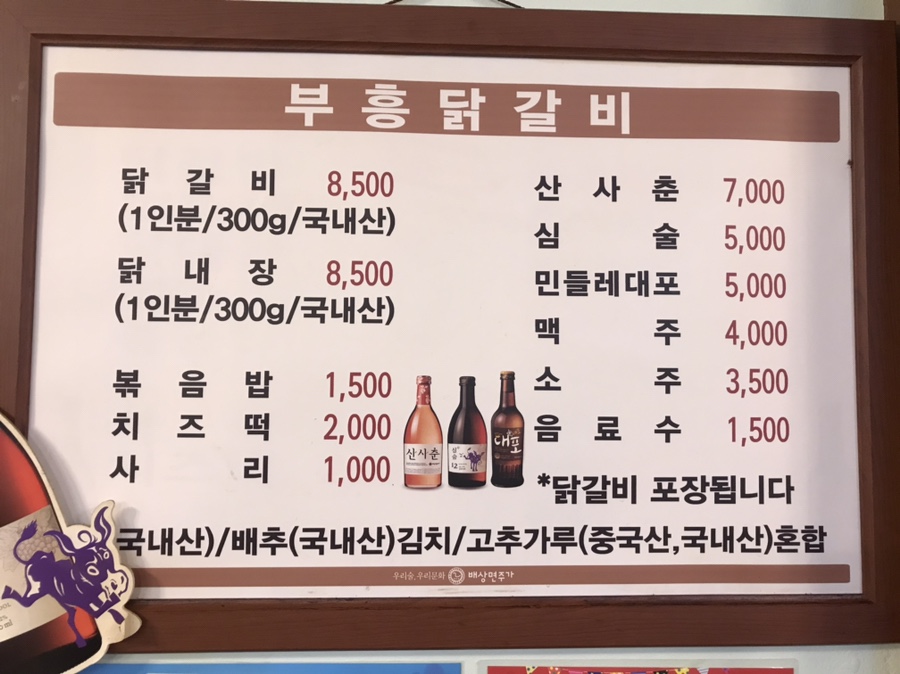 부흥닭갈비
닭 갈 비 8,500
(1인분/300g/국내산)
닭 내 장 8,500
(1인분/300g/국내산)
볶 음 밥 1,500
치 즈 떡 2,000
사 리 1,000
산 사 춘 7,000
심 술 5,000
민들레대포 5,000
맥 주 4,000
소 주 3,500
음 료 수 1,500
산사춘
심술
12
대포
*닭갈비 포장됩니다
국내산)/배추(국내산)김치/고추가루(중국산,국내산)혼합
우리술, 우리문화 배상면주가